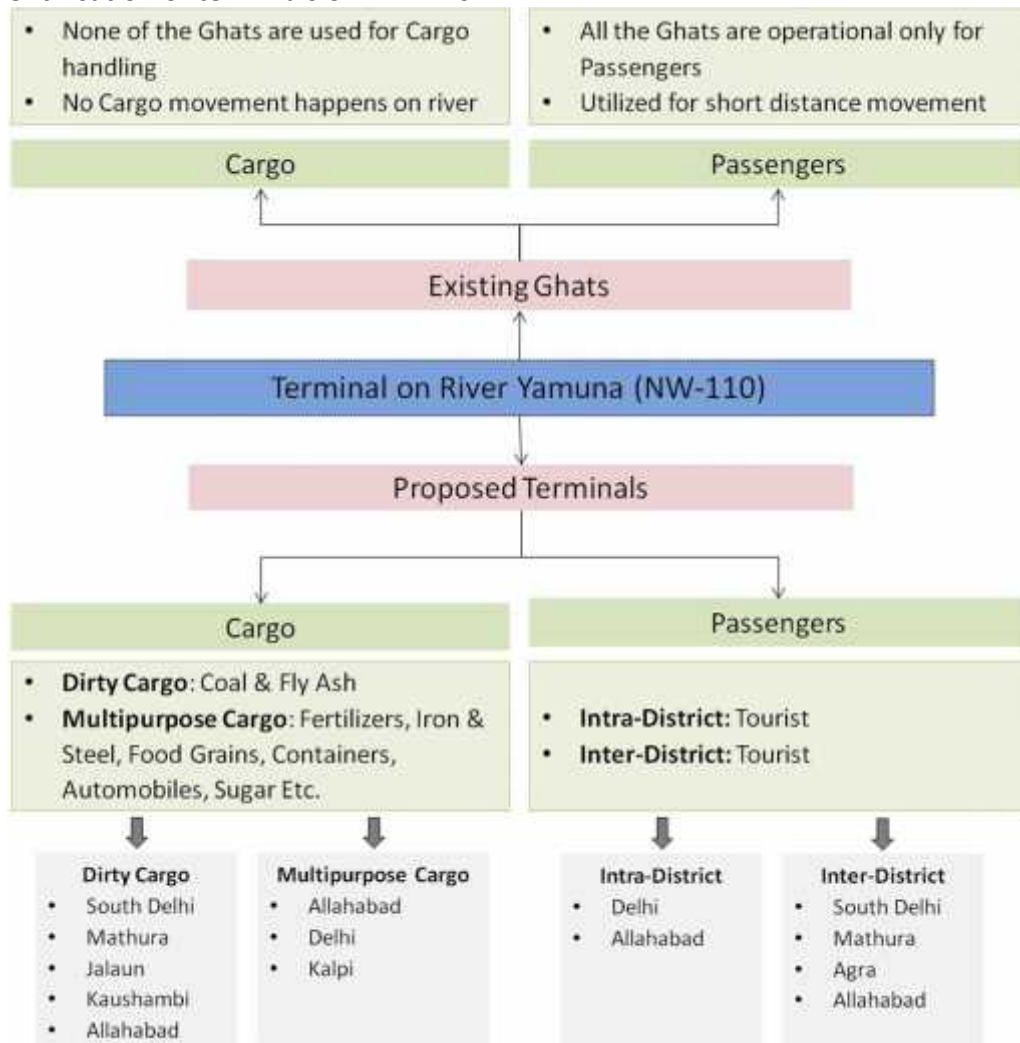 • None of the Ghats are used for Cargo
handling
• No Cargo movement happens on river
• All the Ghats are operational only for
Passengers
• Utilized for short distance movement
Cargo
Passengers
Existing Ghats
Terminal on River Yamuna (NW-110)
Proposed Terminals
Cargo
Passengers
• Dirty Cargo: Coal & Fly Ash
• Multipurpose Cargo: Fertilizers, Iron &
Steel, Food Grains, Containers,
Automobiles, Sugar Etc.
• Intra-District: Tourist
• Inter-District: Tourist
Dirty Cargo
• South Delhi
• Mathura
• Jalaun
• Kaushambi
• Allahabad
Multipurpose Cargo
• Allahabad
• Delhi
• Kalpi
Intra-District
• Delhi
• Allahabad
Inter-District
• South Delhi
• Mathura
• Agra
• Allahabad